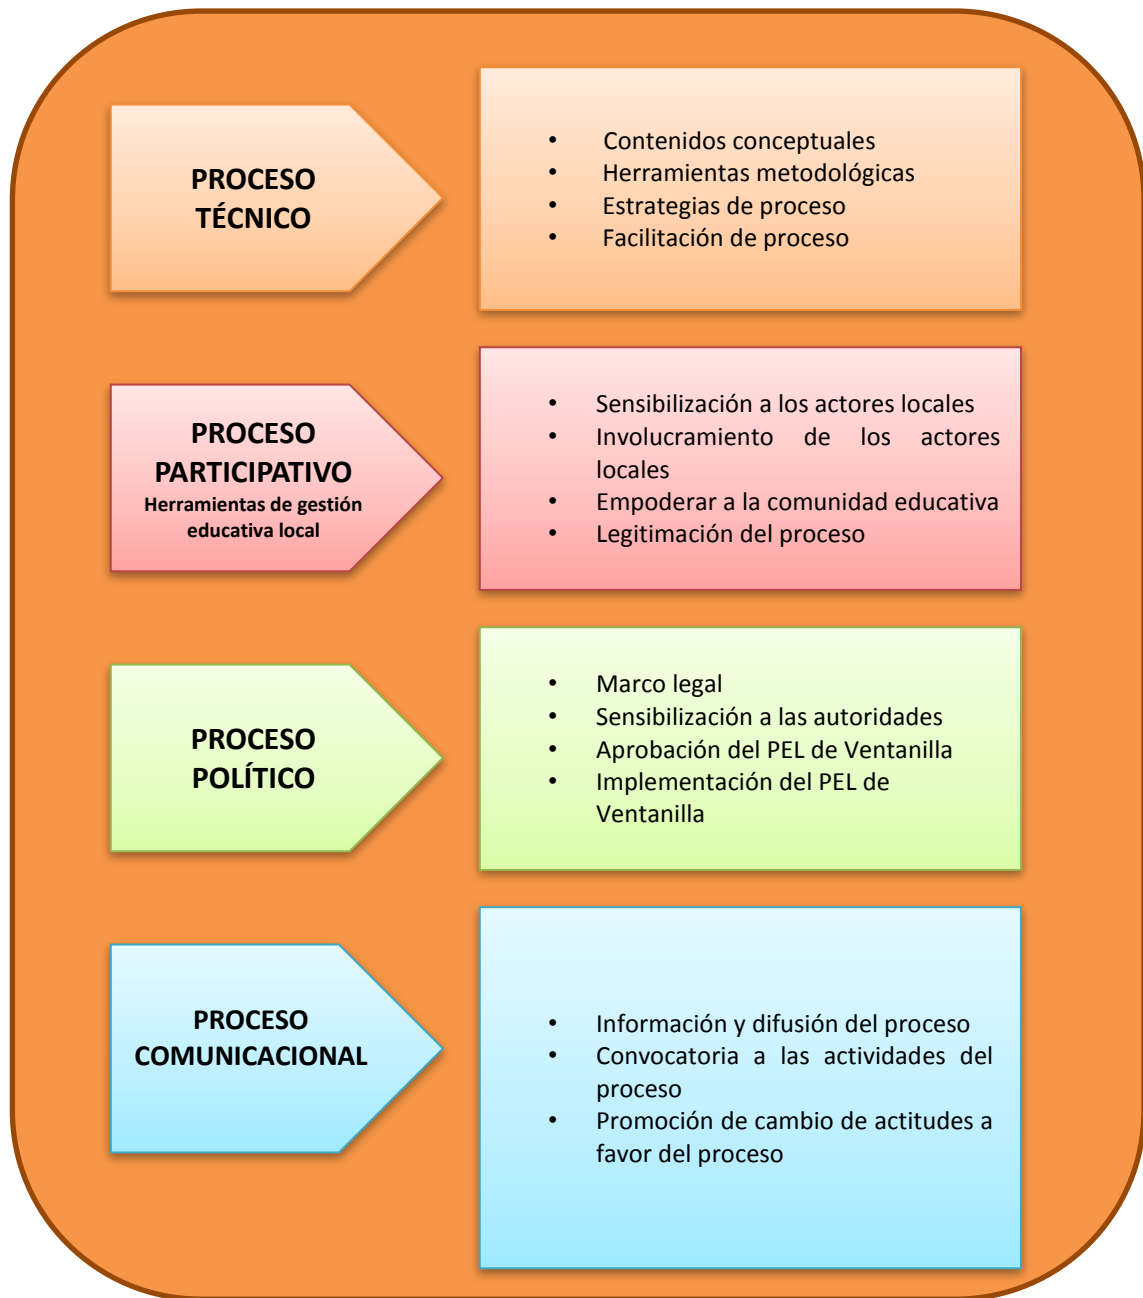 PROCESO
TÉCNICO
• Contenidos conceptuales
• Herramientas metodológicas
• Estrategias de proceso
• Facilitación de proceso
PROCESO
PARTICIPATIVO
Herramientas de gestión
educativa local
• Sensibilización a los actores locales
• Involucramiento de los actores
locales
• Empoderar a la comunidad educativa
• Legitimación del proceso
PROCESO
POLÍTICO
• Marco legal
• Sensibilización a las autoridades
• Aprobación del PEL de Ventanilla
• Implementación del PEL de
Ventanilla
PROCESO
COMUNICACIONAL
• Información y difusión del proceso
• Convocatoria a las actividades del
proceso
• Promoción de cambio de actitudes a
favor del proceso